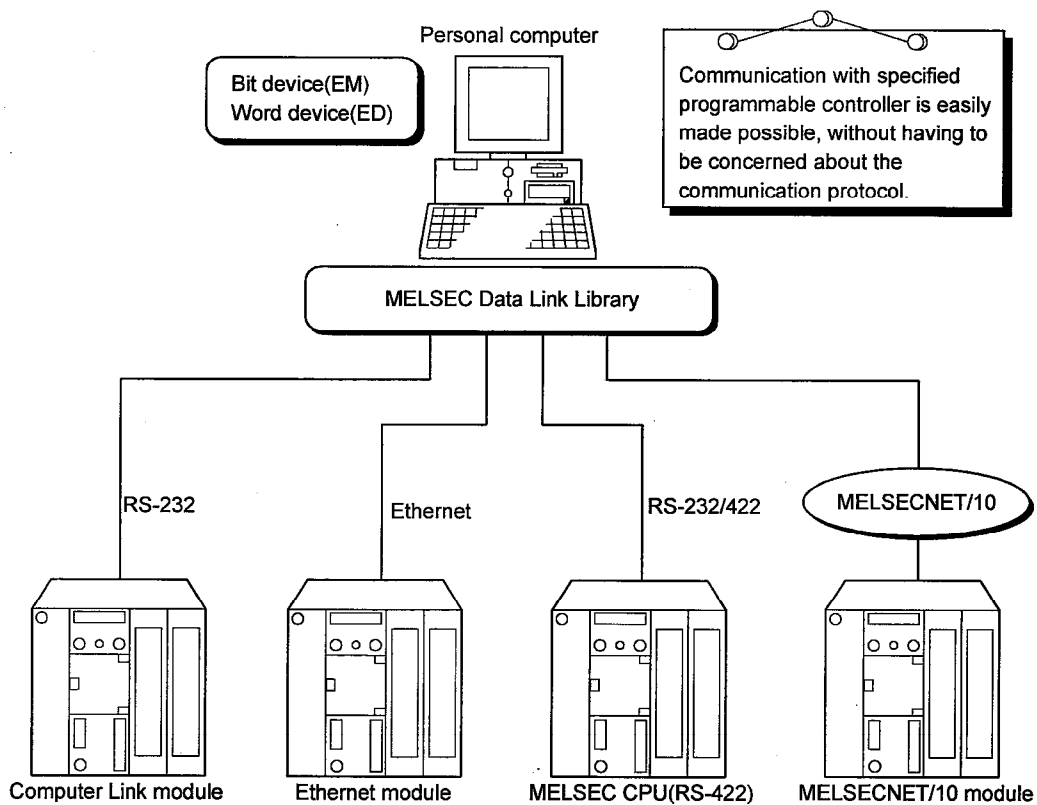 Personal computer
Bit device(EM)
Word device(ED)
Communication with specified
programmable controller is easily
made possible, without having to
be concerned about the
communication protocol.
MELSEC Data Link Library
RS-232
Ethernet
RS-232/422
MELSECNET/10
Computer Link module
Ethernet module
MELSEC CPU(RS-422)
MELSECNET/10 module